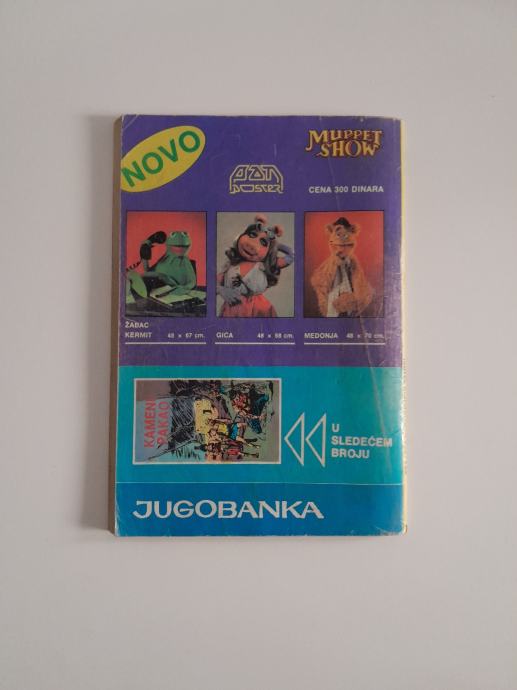 NOVO
MUPPET
SHOW
pan
poster
CENA 300 DINARA
ŽABAC
KERMIT 48 x 67 cm.
GICA 48 x 68 cm.
MEDONJA 48 x 70 cm.
KAMENI
PAKAO
U
SLEDEĆEM
BROJU
JUGOBANKA